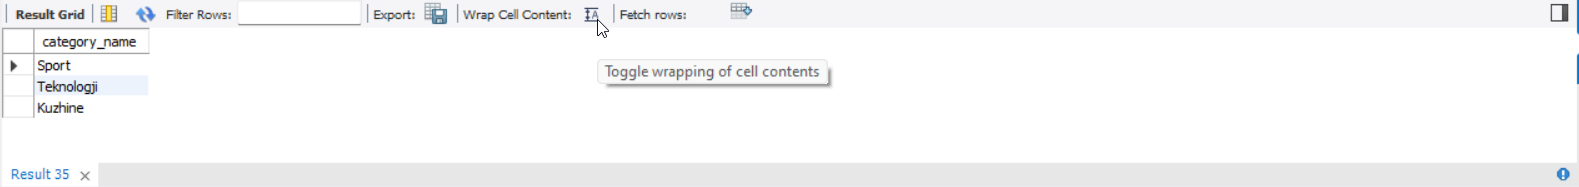 Result Grid Filter Rows: Export: Wrap Cell Content: Fetch rows:
category_name
Sport
Toggle wrapping of cell contents
Teknologji
Kuzhine
Result 35